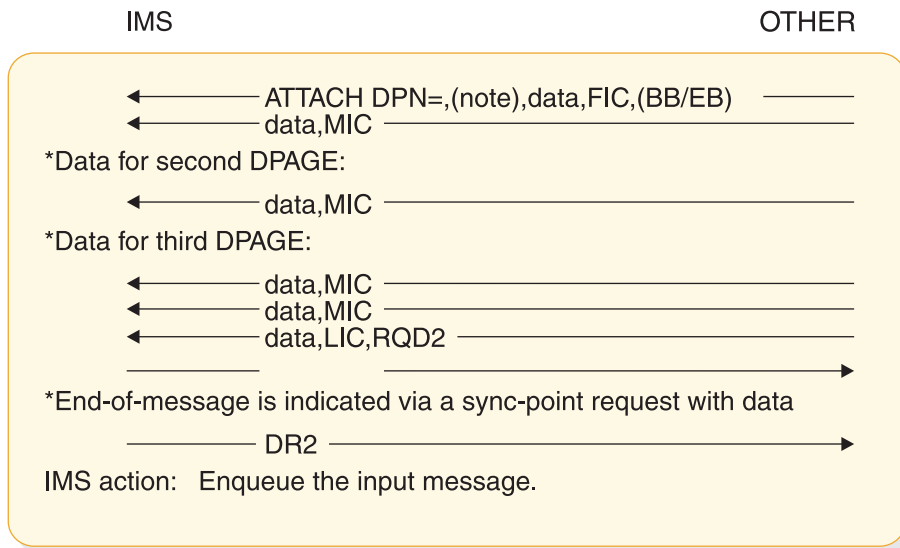 IMS OTHER
ATTACH DPN=,(note),data,FIC,(BB/EB)
data,MIC
*Data for second DPAGE:
data,MIC
*Data for third DPAGE:
data,MIC
data,MIC
data,LIC,RQD2
*End-of-message is indicated via a sync-point request with data
DR2
IMS action: Enqueue the input message.